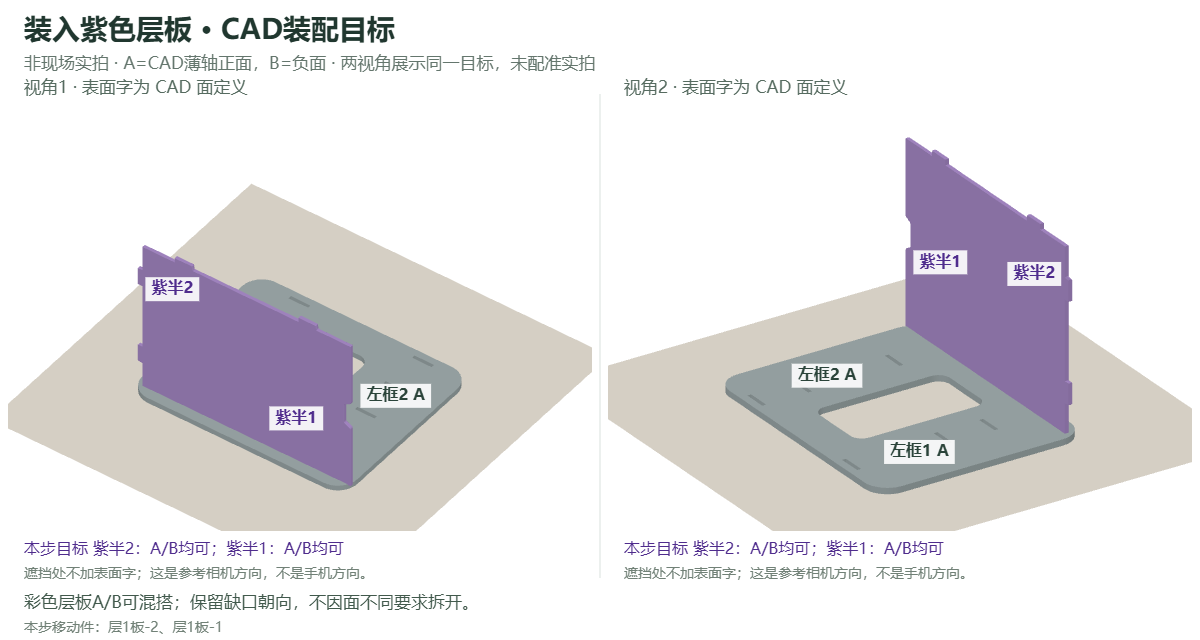 装入紫色层板 · CAD装配目标
非现场实拍 · A=CAD薄轴正面，B=负面 · 两视角展示同一目标，未配准实拍
视角1 · 表面字为 CAD 面定义
视角2 · 表面字为 CAD 面定义
紫半2
紫半1
左框2 A
紫半1
紫半2
左框2 A
左框1 A
本步目标 紫半2：A/B均可；紫半1：A/B均可
遮挡处不加表面字；这是参考相机方向，不是手机方向。
本步目标 紫半2：A/B均可；紫半1：A/B均可
遮挡处不加表面字；这是参考相机方向，不是手机方向。
彩色层板A/B可混搭；保留缺口朝向，不因面不同要求拆开。
本步移动件：层1板-2、层1板-1